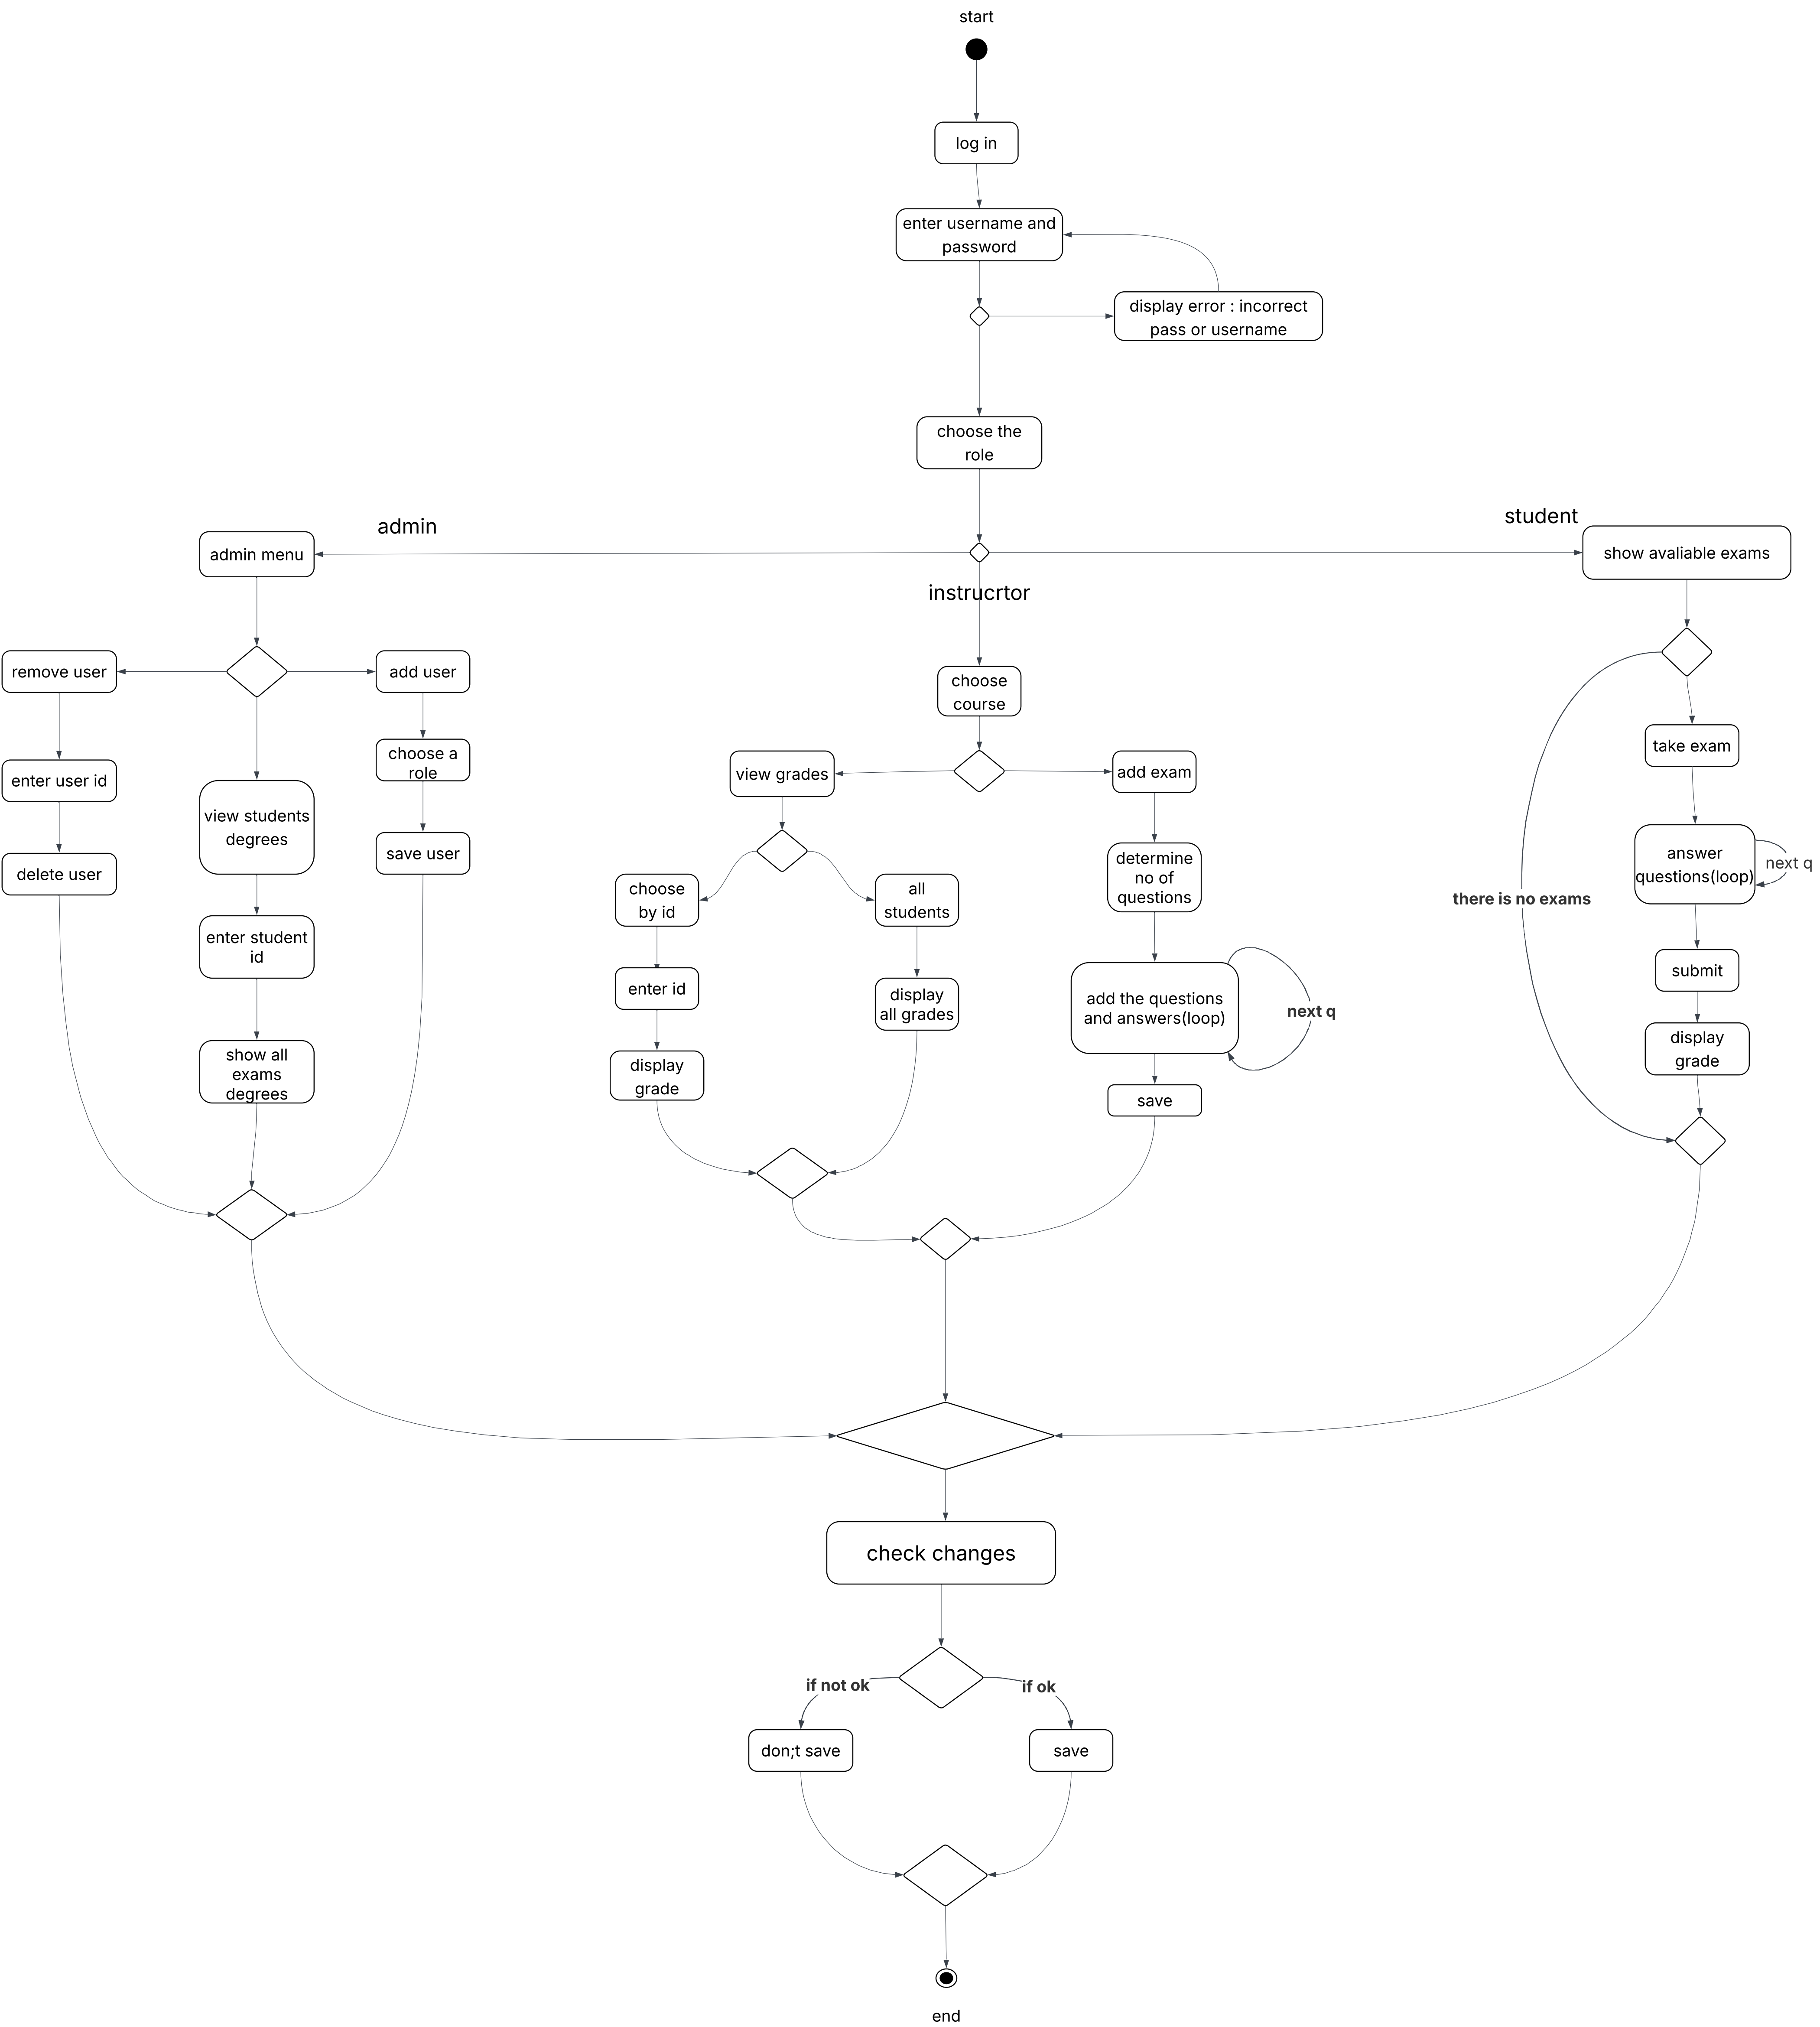 start
log in
enter username and
password
display error : incorrect
pass or username
choose the
role
admin
student
admin menu
show avaliable exams
instrucrtor
remove user
add user
choose
course
enter user id
choose a
role
view grades
add exam
take exam
view students
degrees
delete user
save user
choose
by id
all
students
determine
no of
questions
there is no exams
answer
questions(loop)
next q
enter student
id
enter id
display
all grades
add the questions
and answers(loop)
next q
submit
show all
exams
degrees
display
grade
save
display
grade
check changes
if not ok
if ok
don;t save
save
end